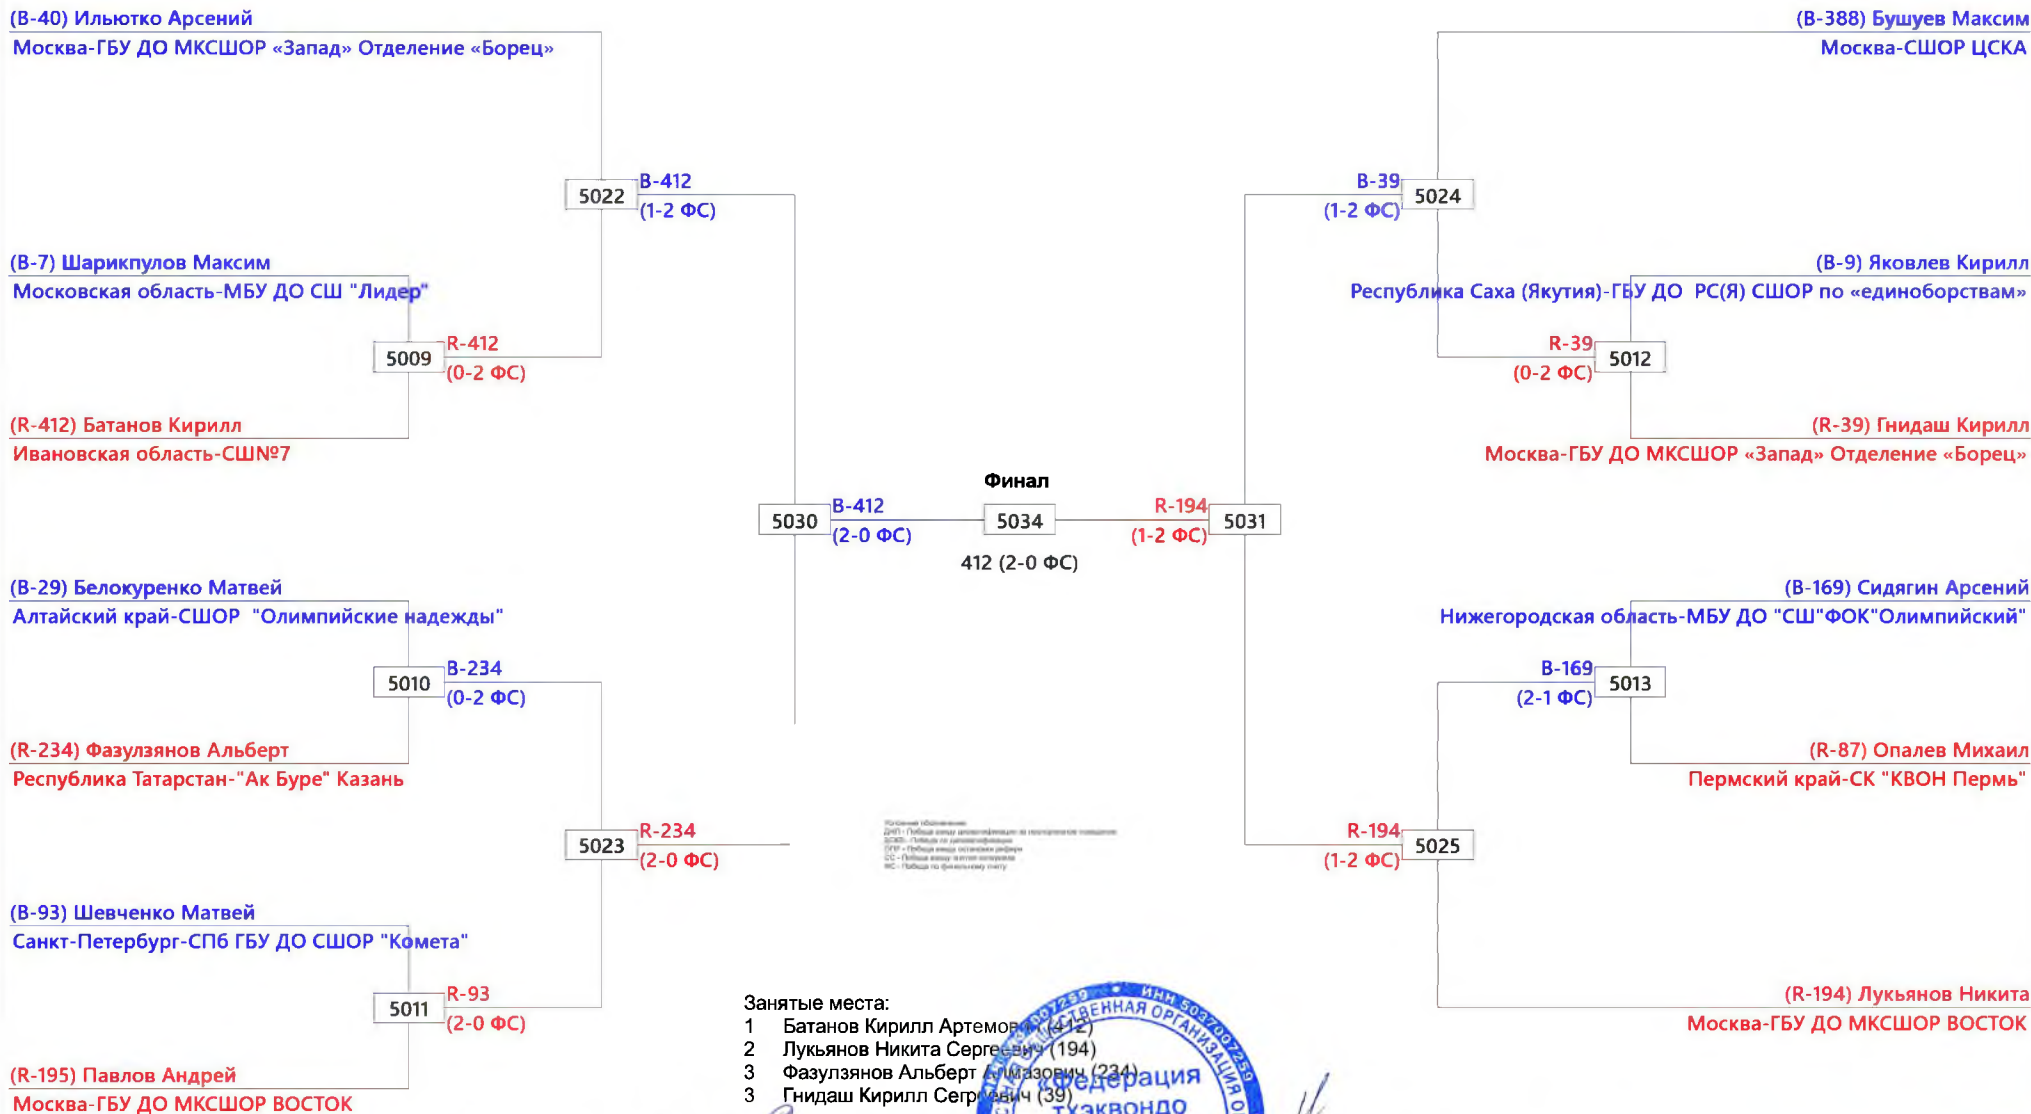 (B-40) Ильютко Арсений
Москва-ГБУ ДО МКСШОР «Запад» Отделение «Борец»
5022
B-412
(1-2 ФС)
(B-7) Шарикпулов Максим
Московская область-МБУ ДО СШ "Лидер"
5009
R-412
(0-2 ФС)
(R-412) Батанов Кирилл
Ивановская область-СШ№7
5030
B-412
(2-0 ФС)
(B-29) Белокуренко Матвей
Алтайский край-СШОР "Олимпийские надежды"
5010
B-234
(0-2 ФС)
(R-234) Фазулзянов Альберт
Республика Татарстан-"Ак Буре" Казань
5023
R-234
(2-0 ФС)
(B-93) Шевченко Матвей
Санкт-Петербург-СПб ГБУ ДО СШОР "Комета"
5011
R-93
(2-0 ФС)
(R-195) Павлов Андрей
Москва-ГБУ ДО МКСШОР ВОСТОК
Финал
5034
412 (2-0 ФС)
(B-388) Бушуев Максим
Москва-СШОР ЦСКА
B-39
(1-2 ФС)
5024
(B-9) Яковлев Кирилл
Республика Саха (Якутия)-ГБУ ДО РС(Я) СШОР по «единоборствам»
R-39
(0-2 ФС)
5012
(R-39) Гнидаш Кирилл
Москва-ГБУ ДО МКСШОР «Запад» Отделение «Борец»
R-194
(1-2 ФС)
5031
(B-169) Сидягин Арсений
Нижегородская область-МБУ ДО "СШ"ФОК"Олимпийский"
B-169
(2-1 ФС)
5013
(R-87) Опалев Михаил
Пермский край-СК "КВОН Пермь"
R-194
(1-2 ФС)
5025
(R-194) Лукьянов Никита
Москва-ГБУ ДО МКСШОР ВОСТОК
Занятые места:
1 Батанов Кирилл (412)
2 Лукьянов Никита Сергеевич (194)
3 Фазулзянов Альберт Алмазович (234)
3 Гнидаш Кирилл (39)
ИНН 5037007259
ОРГАНИЗАЦИЯ
«Федерация
тхэквондо